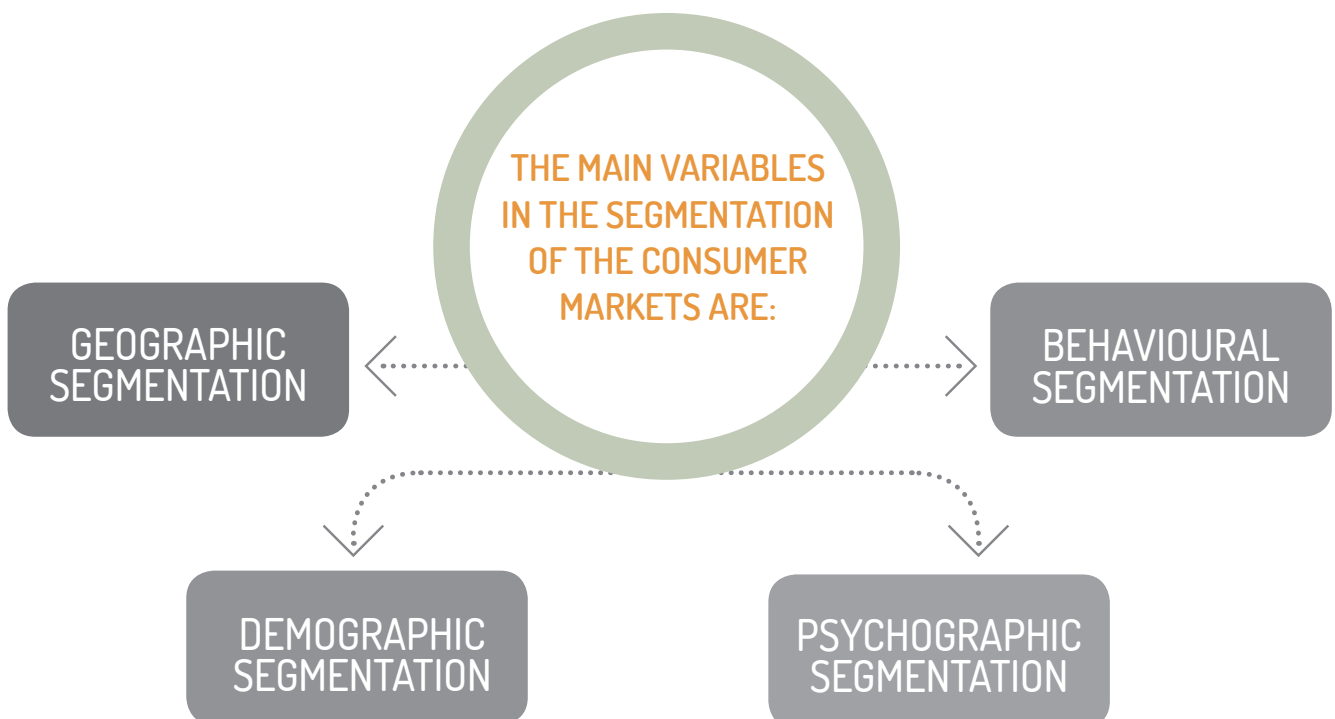 THE MAIN VARIABLES
IN THE SEGMENTATION
OF THE CONSUMER
MARKETS ARE:
GEOGRAPHIC
SEGMENTATION
BEHAVIOURAL
SEGMENTATION
DEMOGRAPHIC
SEGMENTATION
PSYCHOGRAPHIC
SEGMENTATION